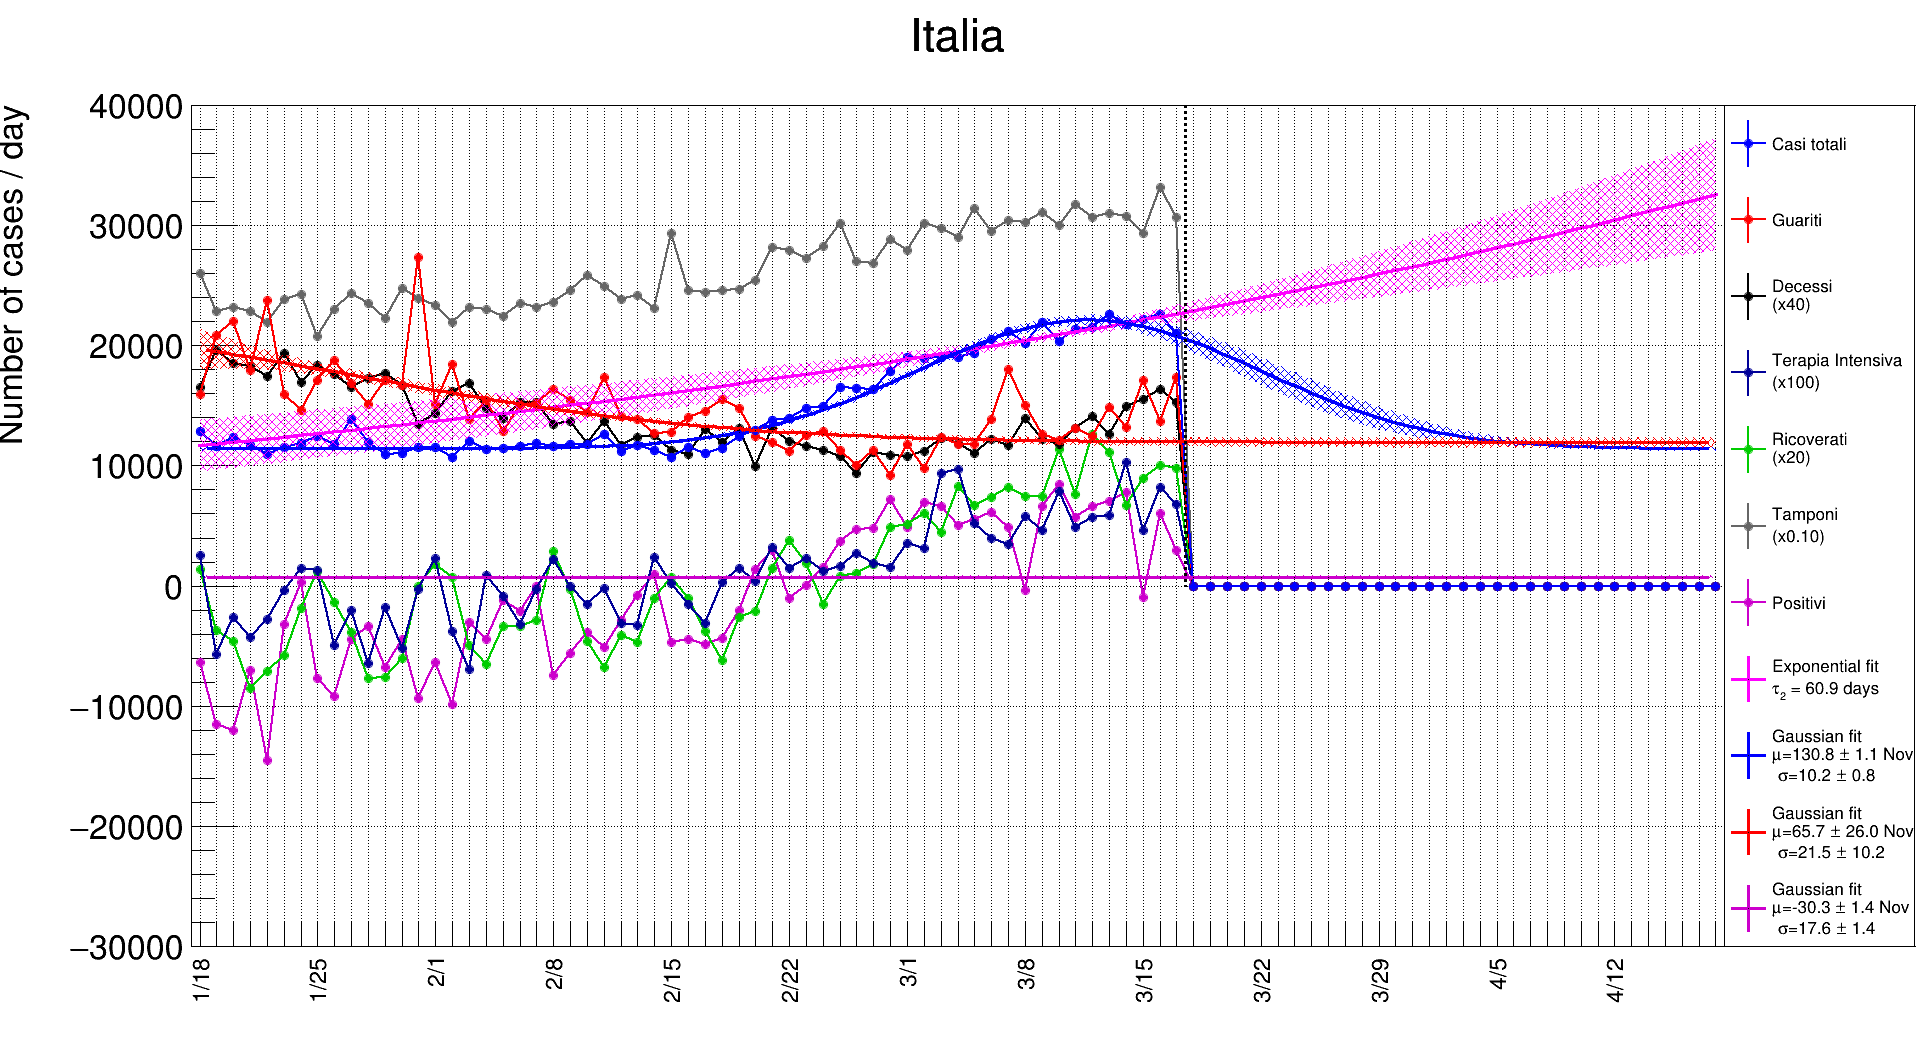 Italia
Number of cases / day
40000
30000
20000
10000
0
−10000
−20000
−30000
1/18
1/25
2/1
2/8
2/15
2/22
3/1
3/8
3/15
3/22
3/29
4/5
4/12
Casi totali
Guariti
Decessi
(x40)
Terapia Intensiva
(x100)
Ricoverati
(x20)
Tamponi
(x0.10)
Positivi
Exponential fit
τ2 = 60.9 days
Gaussian fit
μ=130.8 ± 1.1 Nov
σ=10.2 ± 0.8
Gaussian fit
μ=65.7 ± 26.0 Nov
σ=21.5 ± 10.2
Gaussian fit
μ=-30.3 ± 1.4 Nov
σ=17.6 ± 1.4